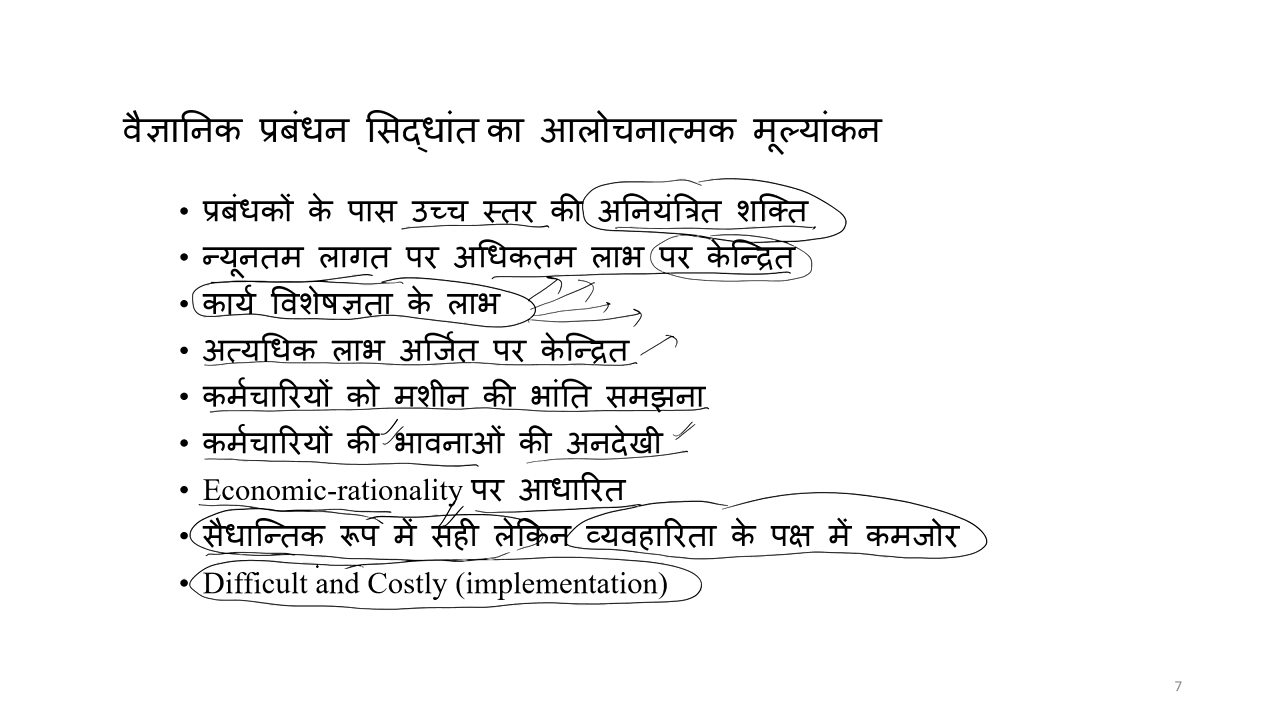 वैज्ञानिक प्रबंधन सिद्धांत का आलोचनात्मक मूल्यांकन
• प्रबंधकों के पास उच्च स्तर की अनियंत्रित शक्ति
• न्यूनतम लागत पर अधिकतम लाभ पर केन्द्रित
• कार्य विशेषज्ञता के लाभ
• अत्यधिक लाभ अर्जित पर केन्द्रित
• कर्मचारियों को मशीन की भांति समझना
• कर्मचारियों की भावनाओं की अनदेखी
• Economic-rationality पर आधारित
• सैधान्तिक रूप में सही लेकिन व्यवहारिता के पक्ष में कमजोर
• Difficult and Costly (implementation)
7